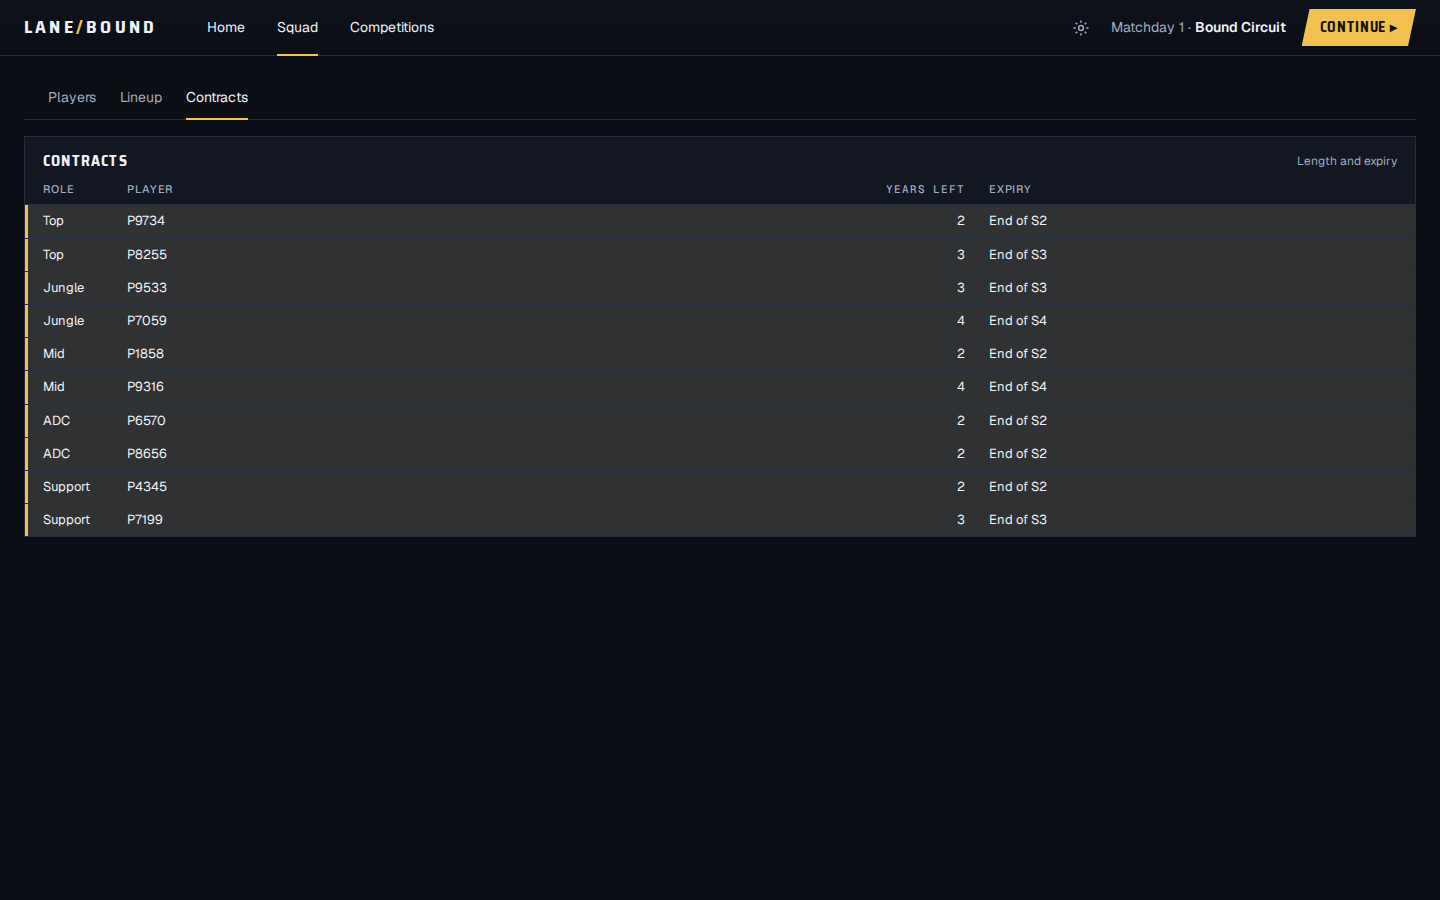 LANE/BOUND Home Squad Competitions Matchday 1 · Bound Circuit CONTINUE ▸
Players Lineup Contracts
CONTRACTS Length and expiry
ROLE PLAYER YEARS LEFT EXPIRY
Top P9734 2 End of S2
Top P8255 3 End of S3
Jungle P9533 3 End of S3
Jungle P7059 4 End of S4
Mid P1858 2 End of S2
Mid P9316 4 End of S4
ADC P6570 2 End of S2
ADC P8656 2 End of S2
Support P4345 2 End of S2
Support P7199 3 End of S3